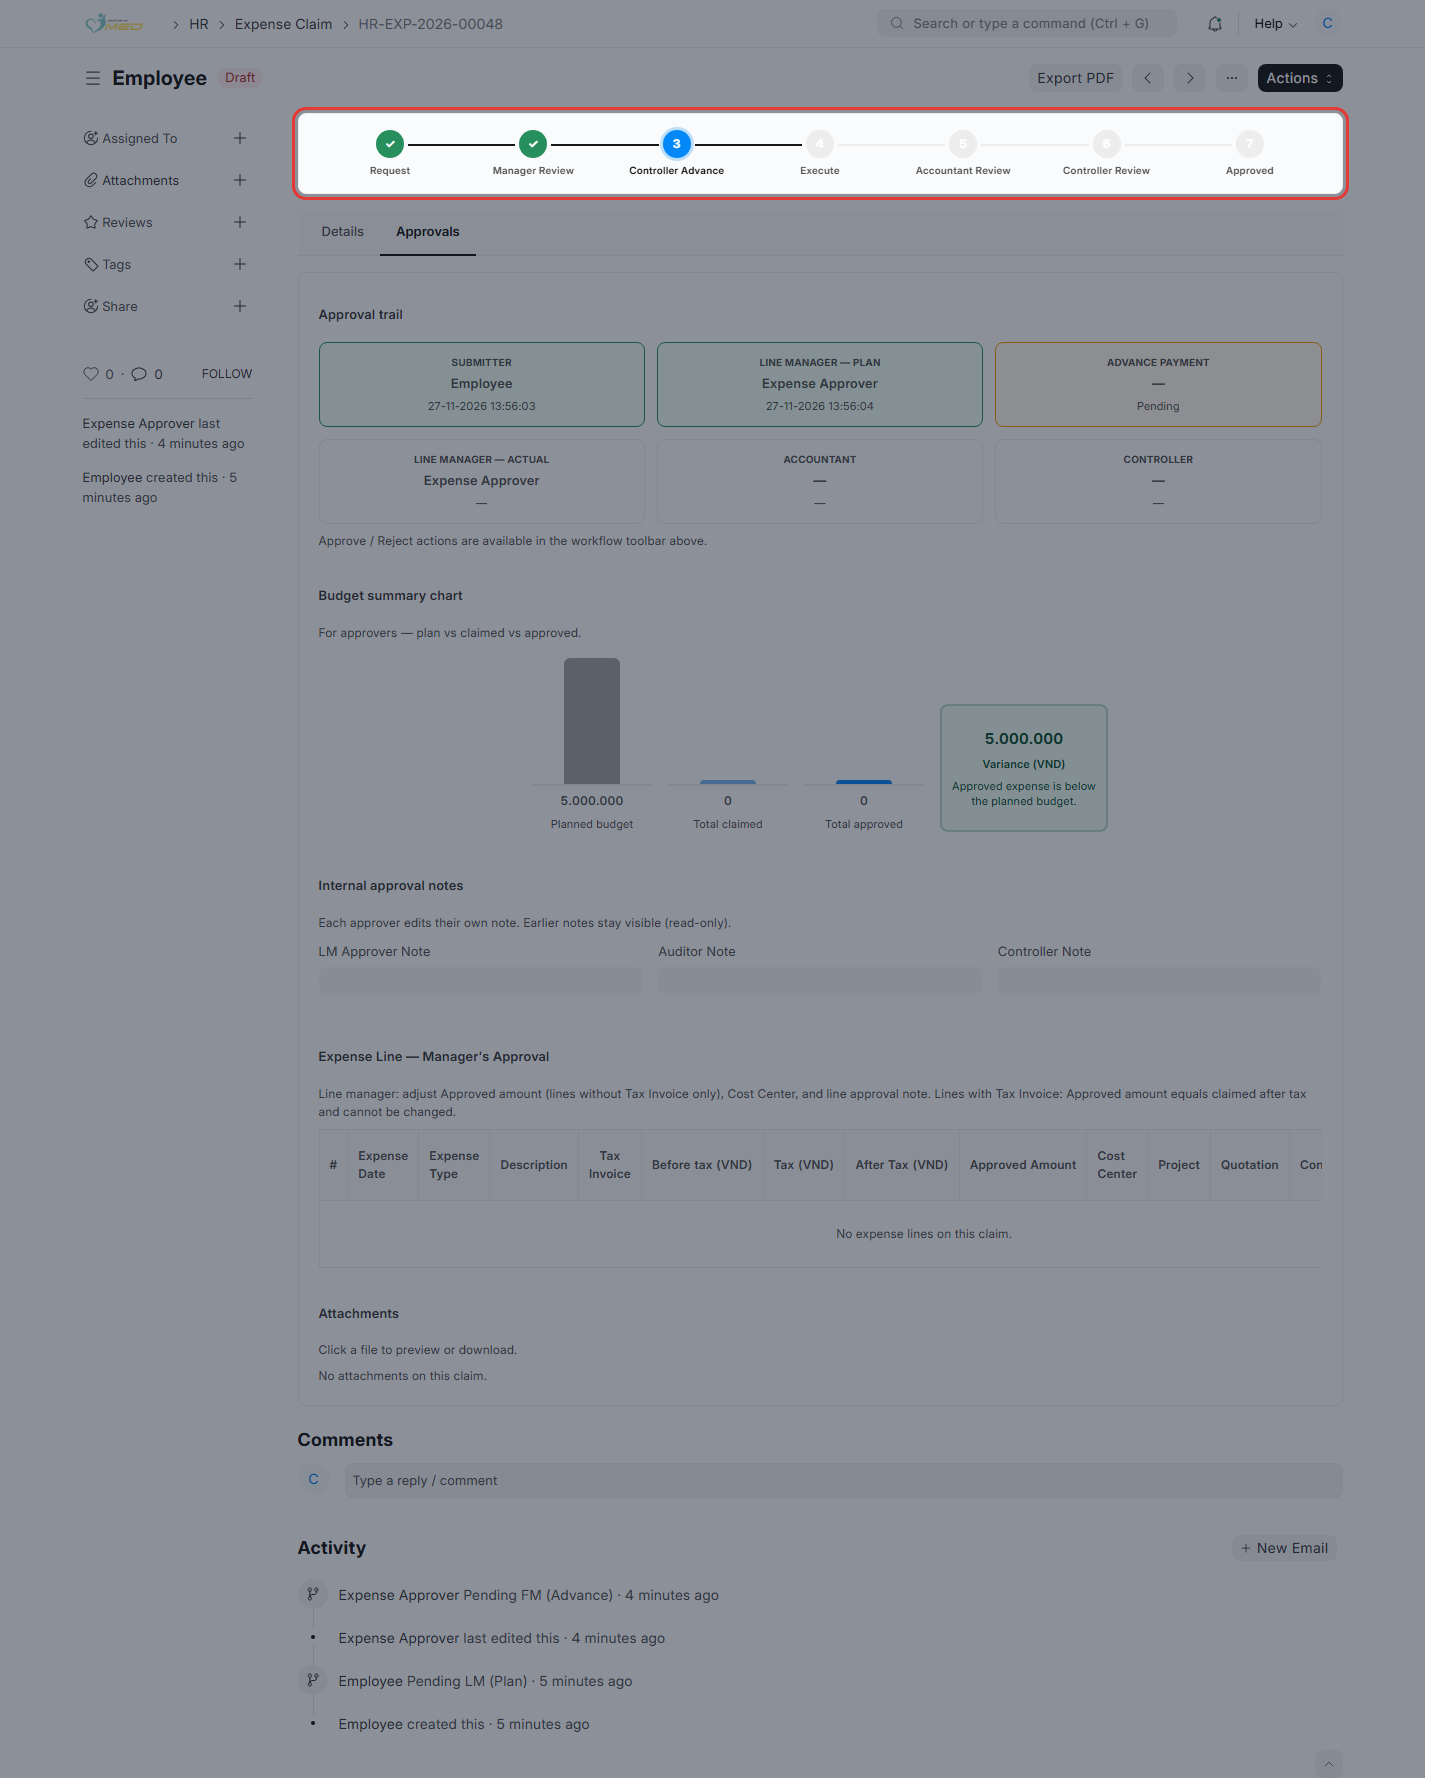 MED
HR
Expense Claim
HR-EXP-2026-00048
Search or type a command (Ctrl + G)
Help
C
Employee
Draft
Export PDF
Actions
Assigned To
Attachments
Reviews
Tags
Share
0 · 0
FOLLOW
Expense Approver last
edited this · 4 minutes ago
Employee created this · 5
minutes ago
3
4
5
6
7
Request
Manager Review
Controller Advance
Execute
Accountant Review
Controller Review
Approved
Details
Approvals
Approval trail
SUBMITTER
Employee
27-11-2026 13:56:03
LINE MANAGER — PLAN
Expense Approver
27-11-2026 13:56:04
ADVANCE PAYMENT
—
Pending
LINE MANAGER — ACTUAL
Expense Approver
—
ACCOUNTANT
—
—
CONTROLLER
—
—
Approve / Reject actions are available in the workflow toolbar above.
Budget summary chart
For approvers — plan vs claimed vs approved.
5.000.000
Planned budget
0
Total claimed
0
Total approved
5.000.000
Variance (VND)
Approved expense is below
the planned budget.
Internal approval notes
Each approver edits their own note. Earlier notes stay visible (read-only).
LM Approver Note
Auditor Note
Controller Note
Expense Line — Manager's Approval
Line manager: adjust Approved amount (lines without Tax Invoice only), Cost Center, and line approval note. Lines with Tax Invoice: Approved amount equals claimed after tax
and cannot be changed.
#
Expense
Date
Expense
Type
Description
Tax
Invoice
Before tax (VND)
Tax (VND)
After Tax (VND)
Approved Amount
Cost
Center
Project
Quotation
Con
No expense lines on this claim.
Attachments
Click a file to preview or download.
No attachments on this claim.
Comments
C
Type a reply / comment
Activity
New Email
Expense Approver Pending FM (Advance) · 4 minutes ago
Expense Approver last edited this · 4 minutes ago
Employee Pending LM (Plan) · 5 minutes ago
Employee created this · 5 minutes ago